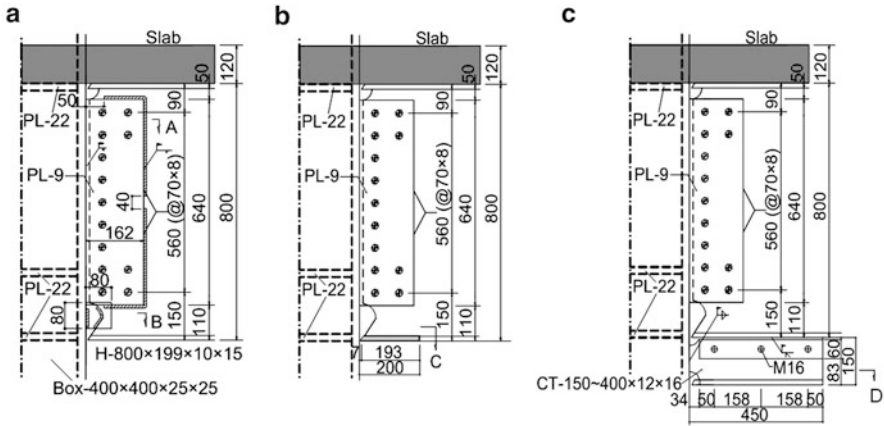 a
Slab
50
120
50
90
PL-22
A
PL-9
40
560 (@70×8)
640
800
162
80
PL-22
80
B
150
110
H-800×199×10×15
Box-400×400×25×25
b
Slab
50
120
90
PL-22
PL-9
560 (@70×8)
640
800
PL-22
150
110
193
C
200
c
Slab
50
120
90
PL-22
PL-9
560 (@70×8)
640
800
PL-22
150
110
M16
60
150
83
CT-150~400×12×16
D
34 50 158 158 50
450